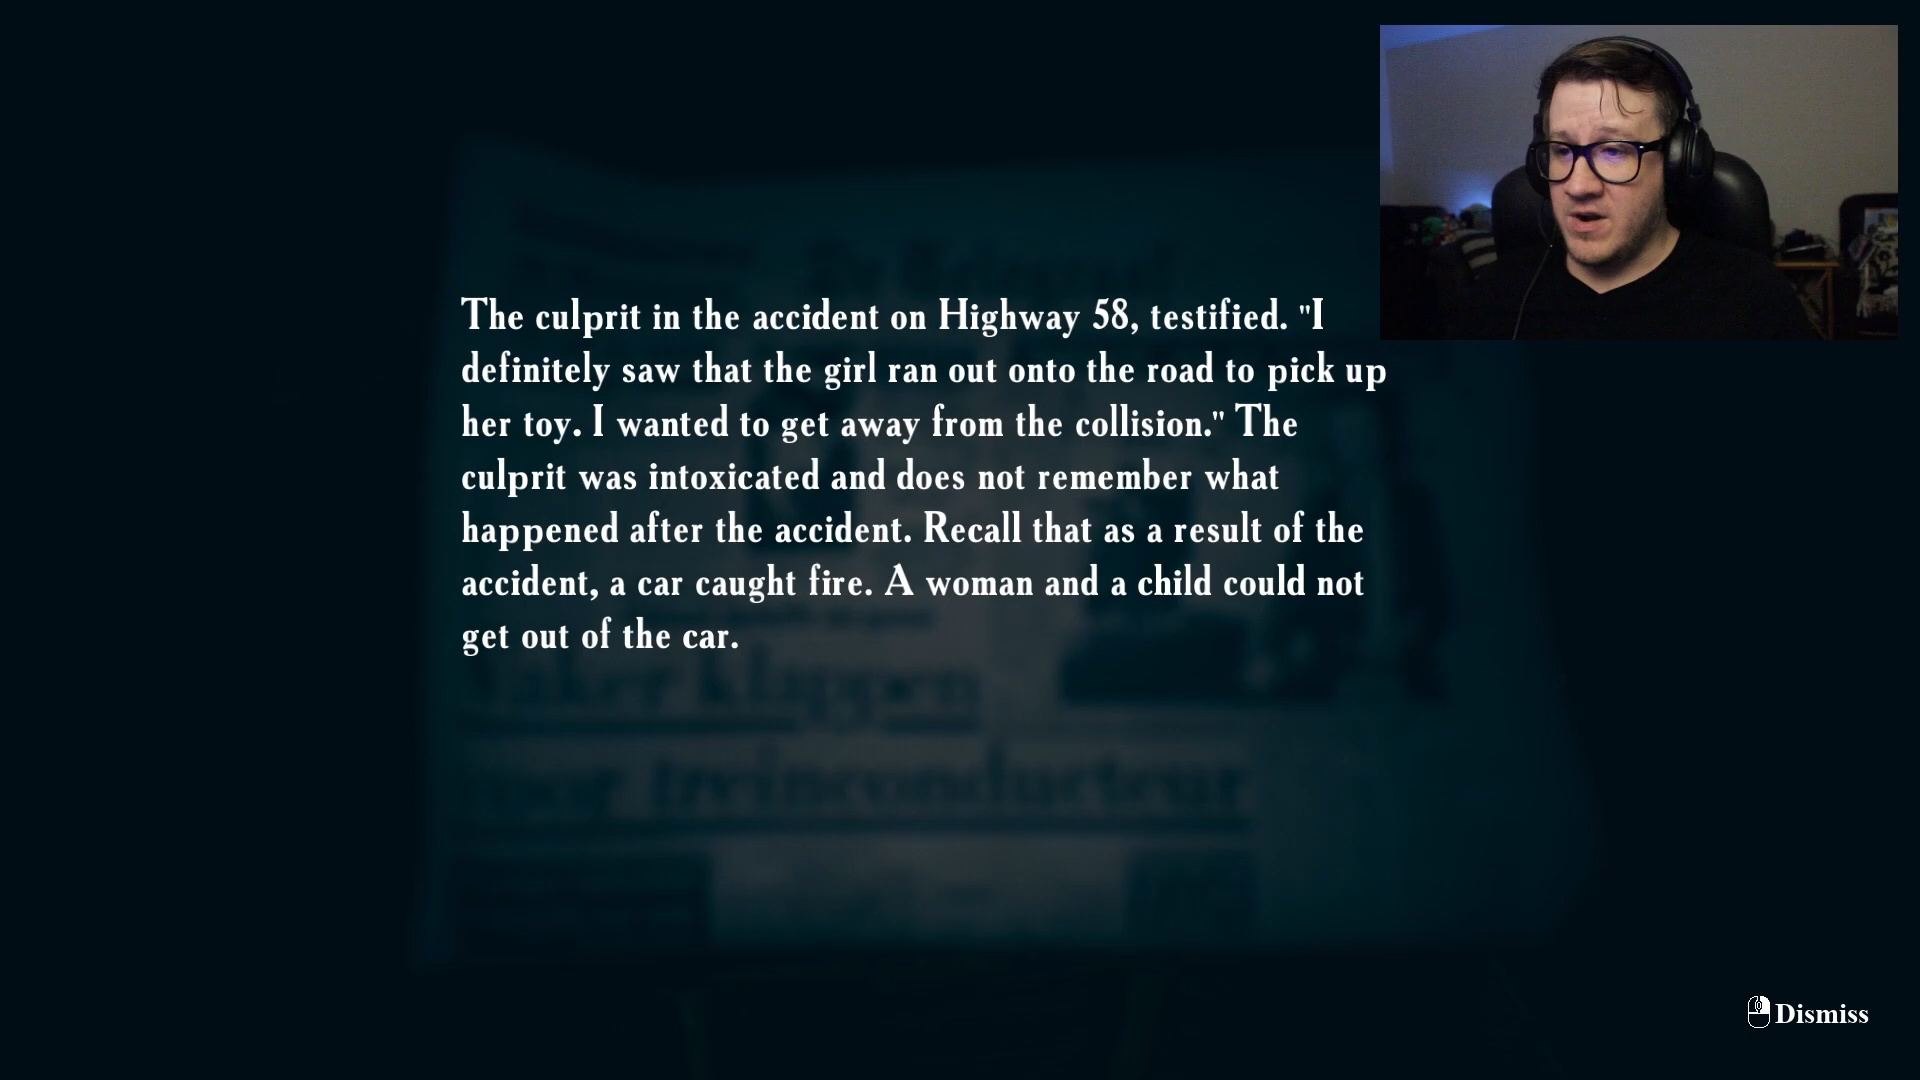 The culprit in the accident on Highway 58, testified. "I
definitely saw that the girl ran out onto the road to pick up
her toy. I wanted to get away from the collision." The
culprit was intoxicated and does not remember what
happened after the accident. Recall that as a result of the
accident, a car caught fire. A woman and a child could not
get out of the car.
klappen
treinconducteur
Dismiss